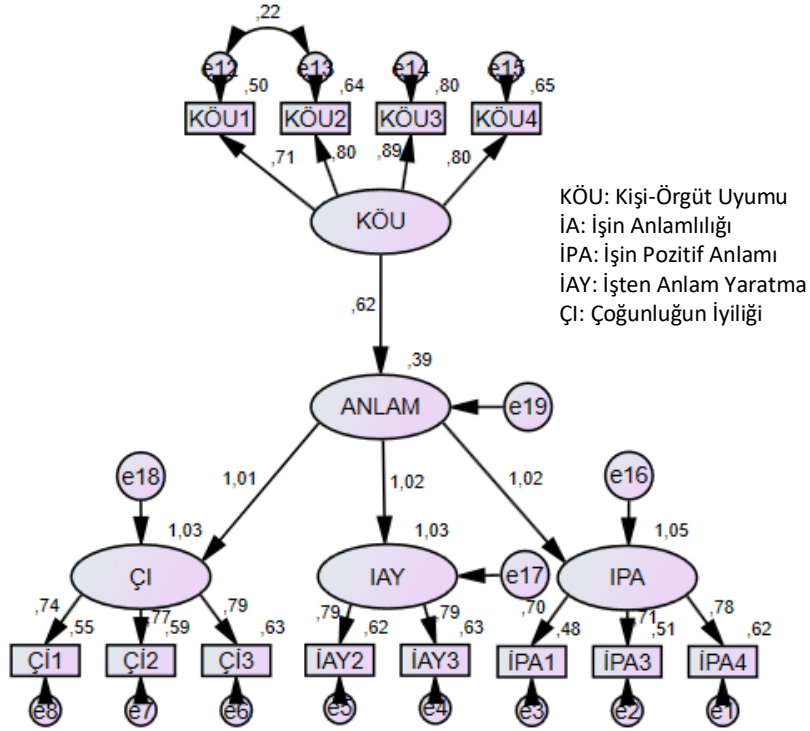 ,22
e12 e13 e14 e15
,50 ,64 ,80 ,65
KÖU1 KÖU2 KÖU3 KÖU4
,71 ,80 ,89 ,80
KÖU
KÖU: Kişi-Örgüt Uyumu
İA: İşin Anlamlılığı
İPA: İşin Pozitif Anlamı
İAY: İşten Anlam Yaratma
ÇI: Çoğunluğun İyiliği
,62
,39
ANLAM e19
e18 1,01 1,02 1,02 e16
1,03 1,03 1,05
ÇI IAY e17 IPA
,74 ,77 ,79 ,79 ,79 ,70 ,71 ,78
,55 ,59 ,63 ,62 ,63 ,48 ,51 ,62
Çİ1 Çİ2 Çİ3 İAY2 İAY3 İPA1 İPA3 İPA4
e8 e7 e6 e5 e4 e3 e2 e1